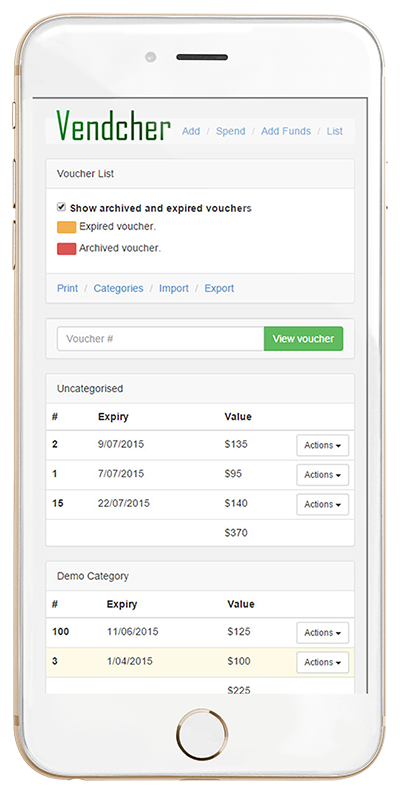 Vendcher Add / Spend / Add Funds / List
Voucher List
Show archived and expired vouchers
Expired voucher.
Archived voucher.
Print / Categories / Import / Export
Voucher # View voucher
Uncategorised
# Expiry Value
2 9/07/2015 $135 Actions
1 7/07/2015 $95 Actions
15 22/07/2015 $140 Actions
$370
Demo Category
# Expiry Value
100 11/06/2015 $125 Actions
3 1/04/2015 $100 Actions
$225